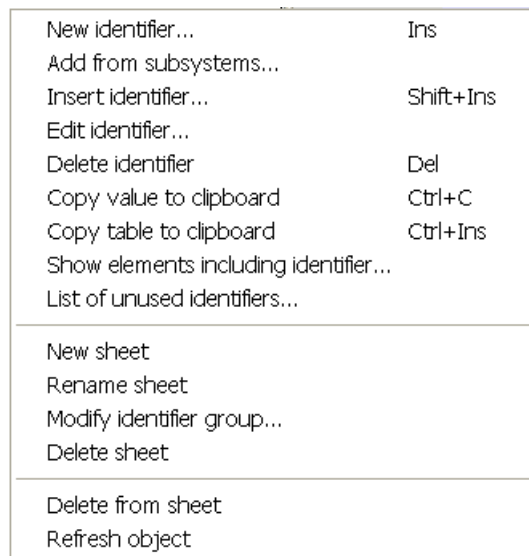 New identifier... Ins
Add from subsystems...
Insert identifier... Shift+Ins
Edit identifier...
Delete identifier Del
Copy value to clipboard Ctrl+C
Copy table to clipboard Ctrl+Ins
Show elements including identifier...
List of unused identifiers...
New sheet
Rename sheet
Modify identifier group...
Delete sheet
Delete from sheet
Refresh object